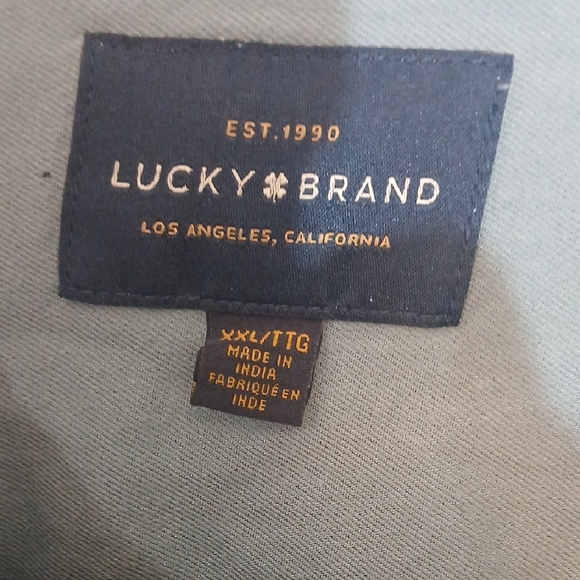 EST.1990
LUCKY BRAND
LOS ANGELES, CALIFORNIA
XXL/TTG
MADE IN
INDIA
FABRIQUÉ EN
INDE